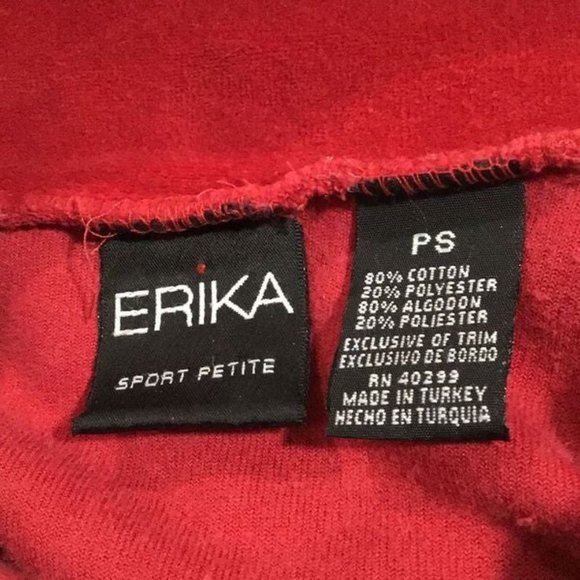 ERIKA
SPORT PETITE
PS
80% COTTON
20% POLYESTER
80% ALGODON
20% POLIESTER
EXCLUSIVE OF TRIM
EXCLUSIVO DE BORDO
RN 40299
MADE IN TURKEY
HECHO EN TURQUIA